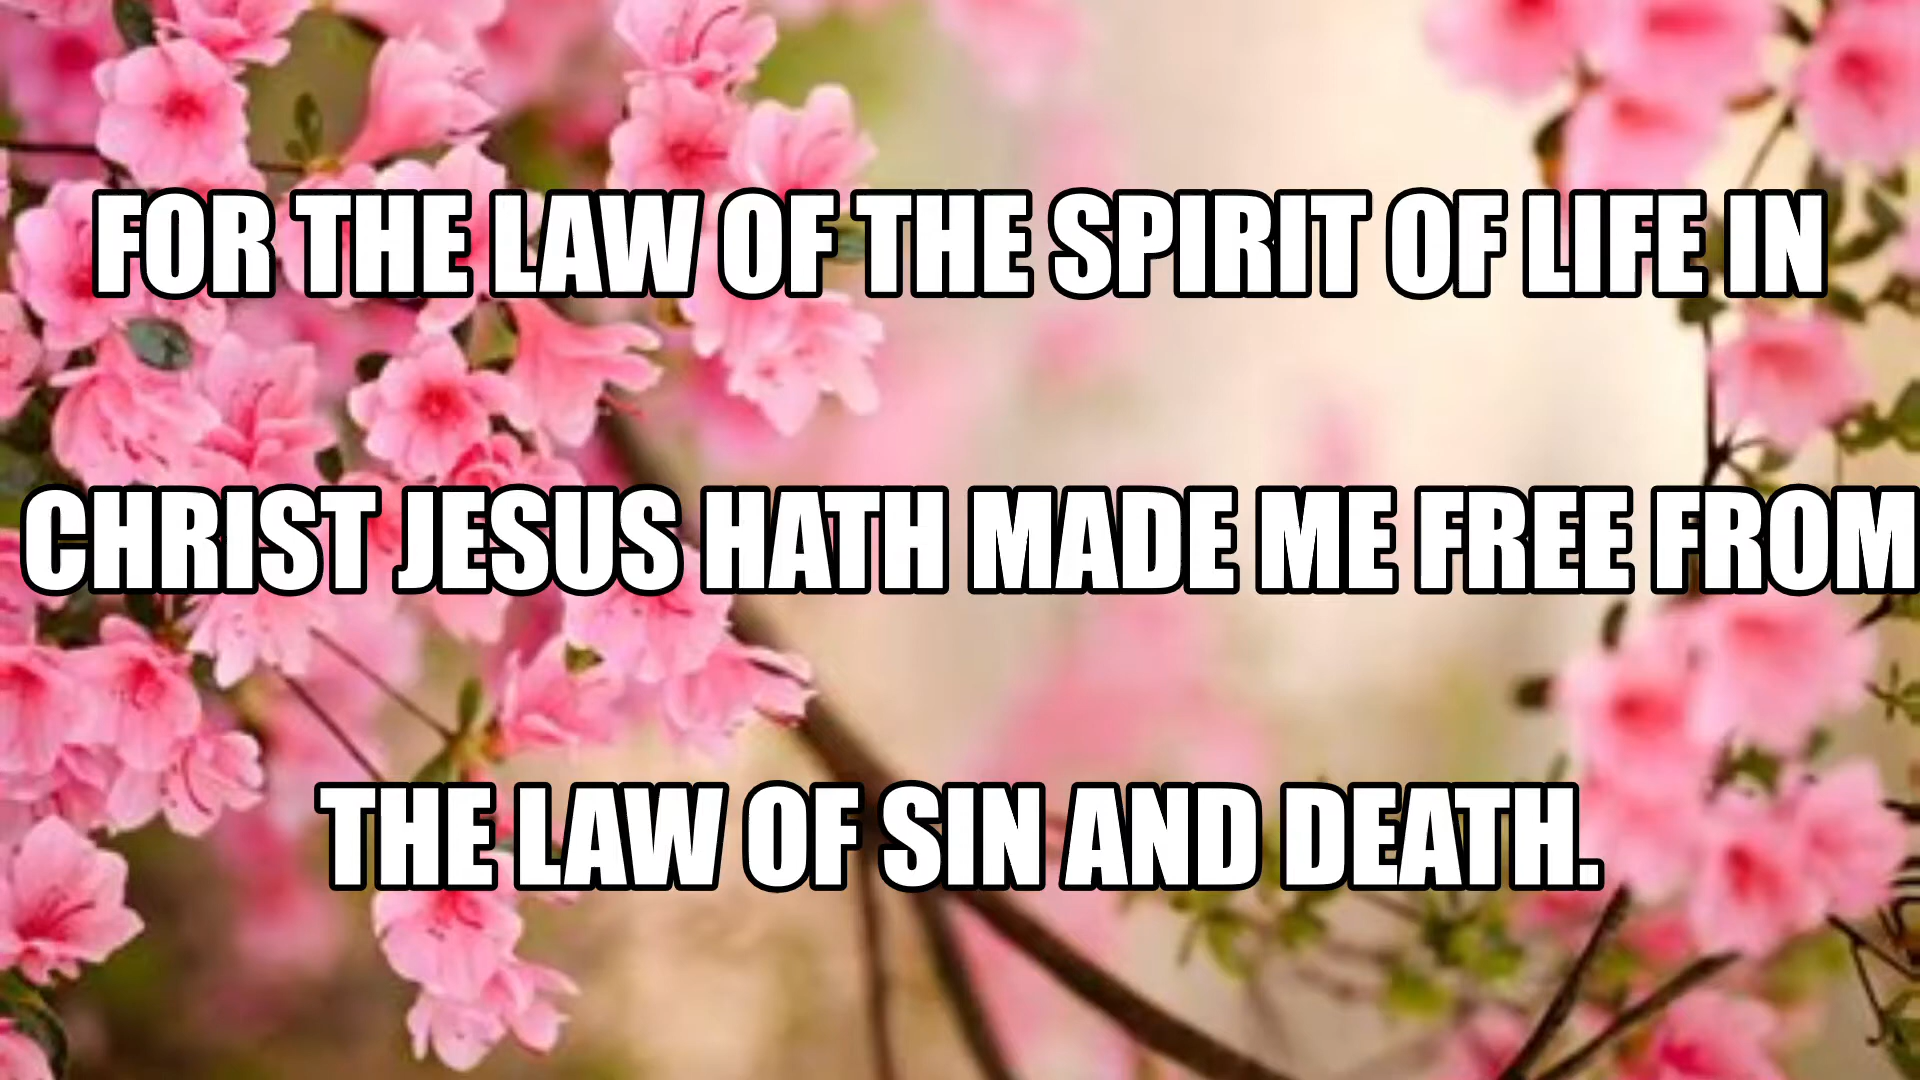 FOR THE LAW OF THE SPIRIT OF LIFE IN
CHRIST JESUS HATH MADE ME FREE FROM
THE LAW OF SIN AND DEATH.